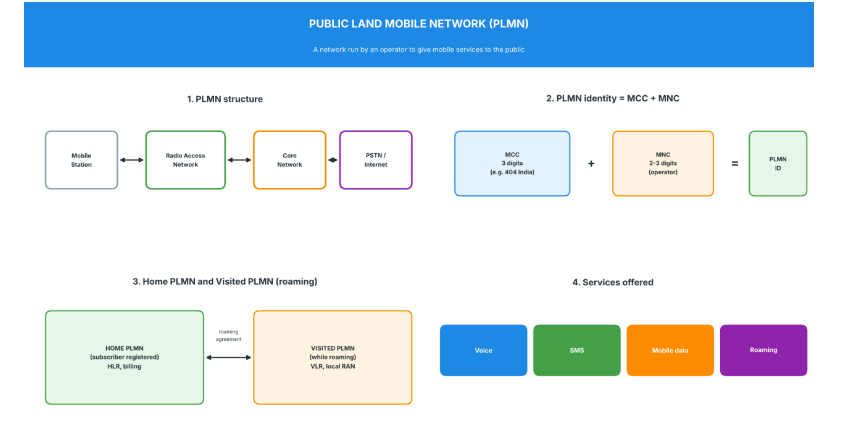 PUBLIC LAND MOBILE NETWORK (PLMN)
A network run by an operator to give mobile services to the public
1. PLMN structure
Mobile
Station
Radio Access
Network
Core
Network
PSTN /
Internet
2. PLMN identity = MCC + MNC
MCC
3 digits
(e.g. 404 India)
+
MNC
2-3 digits
(operator)
=
PLMN
ID
3. Home PLMN and Visited PLMN (roaming)
HOME PLMN
(subscriber registered)
HLR, billing
roaming
agreement
VISITED PLMN
(while roaming)
VLR, local RAN
4. Services offered
Voice
SMS
Mobile data
Roaming